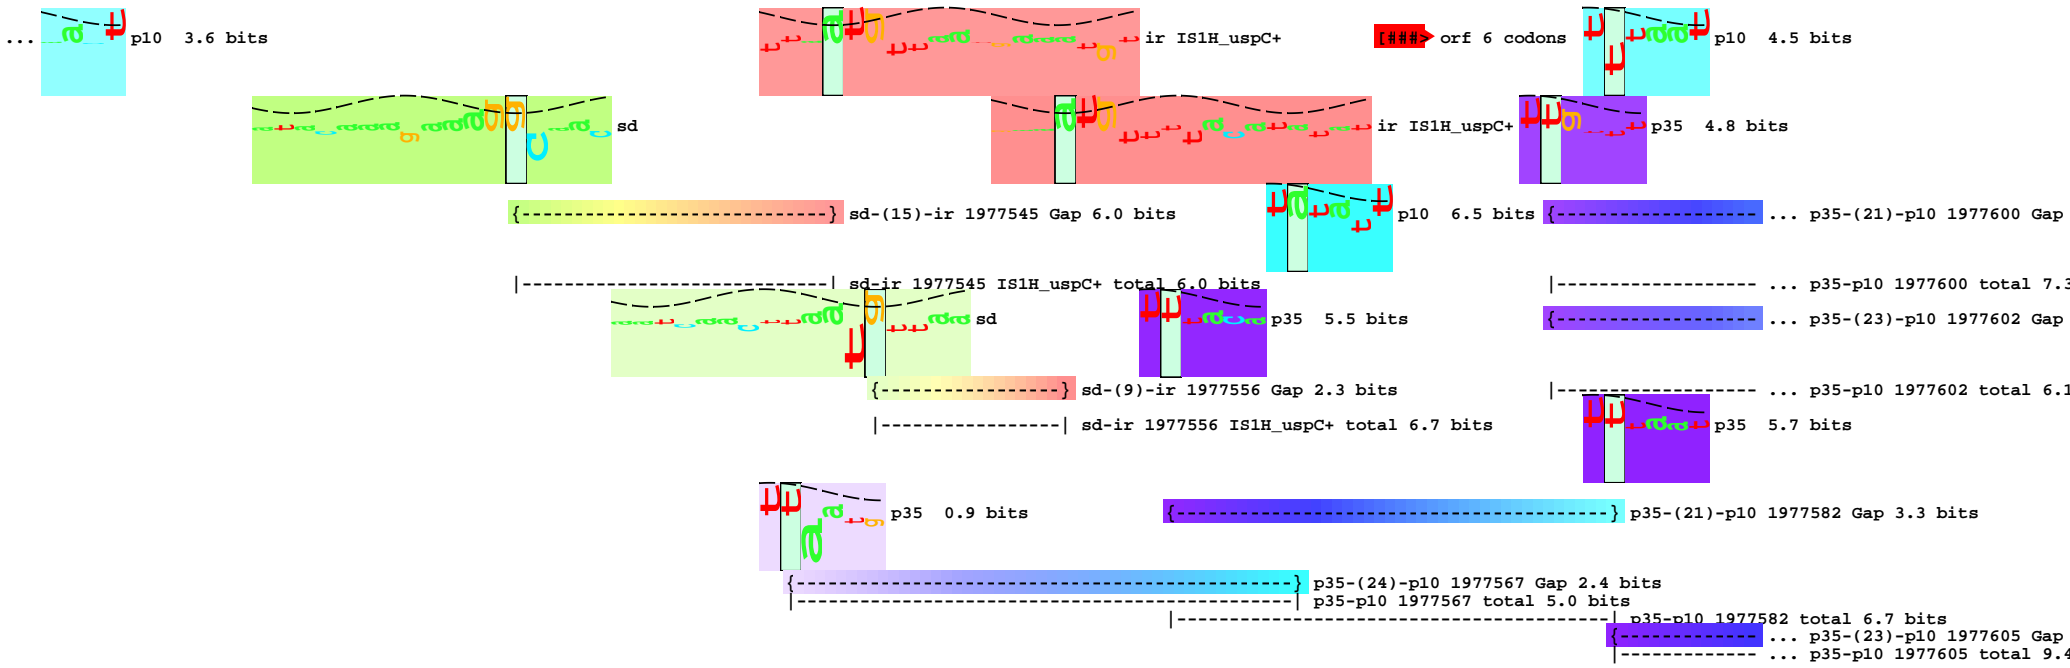 ... p10 3.6 bits
ir IS1H_uspC+
[###> orf 6 codons
p10 4.5 bits
sd
ir IS1H_uspC+
p35 4.8 bits
{------------------------------} sd-(15)-ir 1977545 Gap 6.0 bits
p10 6.5 bits
{------------------- ... p35-(21)-p10 1977600 Gap
|------------------------------| sd-ir 1977545 IS1H_uspC+ total 6.0 bits
|------------------- ... p35-p10 1977600 total 7.3
sd
p35 5.5 bits
{------------------- ... p35-(23)-p10 1977602 Gap
{------------------} sd-(9)-ir 1977556 Gap 2.3 bits
|------------------- ... p35-p10 1977602 total 6.1
|------------------| sd-ir 1977556 IS1H_uspC+ total 6.7 bits
p35 5.7 bits
p35 0.9 bits
{------------------------------------------} p35-(21)-p10 1977582 Gap 3.3 bits
{------------------------------------------------} p35-(24)-p10 1977567 Gap 2.4 bits
|------------------------------------------------| p35-p10 1977567 total 5.0 bits
|------------------------------------------| p35-p10 1977582 total 6.7 bits
{------------- ... p35-(23)-p10 1977605 Gap
|------------- ... p35-p10 1977605 total 9.4